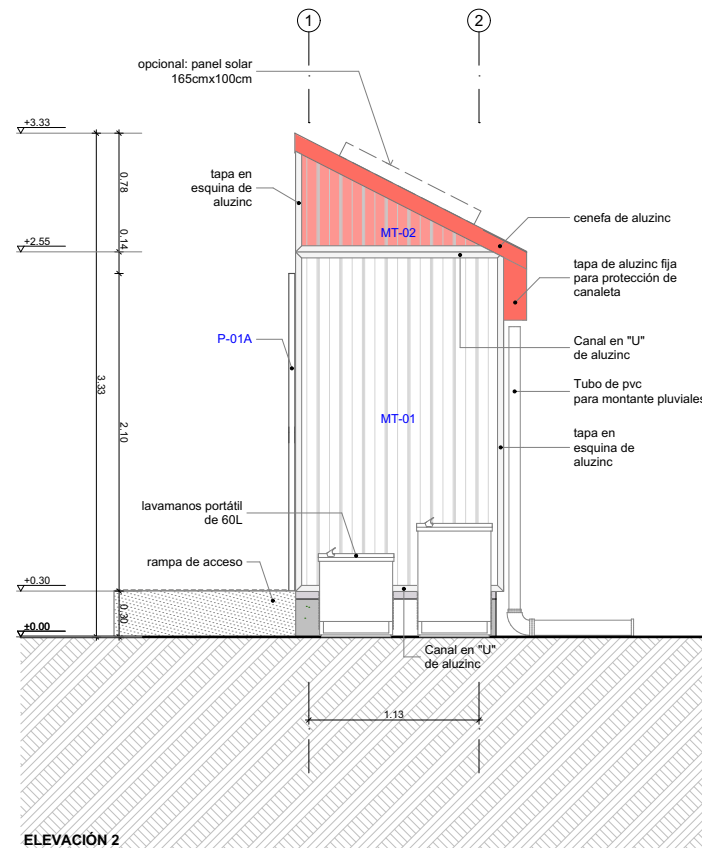 1
2
opcional: panel solar
165cmx100cm
+3.33
tapa en
esquina de
aluzinc
0.78
MT-02
cenefa de aluzinc
0.14
+2.55
tapa de aluzinc fija
para protección de
canaleta
P-01A
Canal en "U"
de aluzinc
3.33
Tubo de pvc
para montante pluviales
2.10
MT-01
tapa en
esquina de
aluzinc
lavamanos portátil
de 60L
rampa de acceso
+0.30
0.30
+0.00
Canal en "U"
de aluzinc
1.13
ELEVACIÓN 2